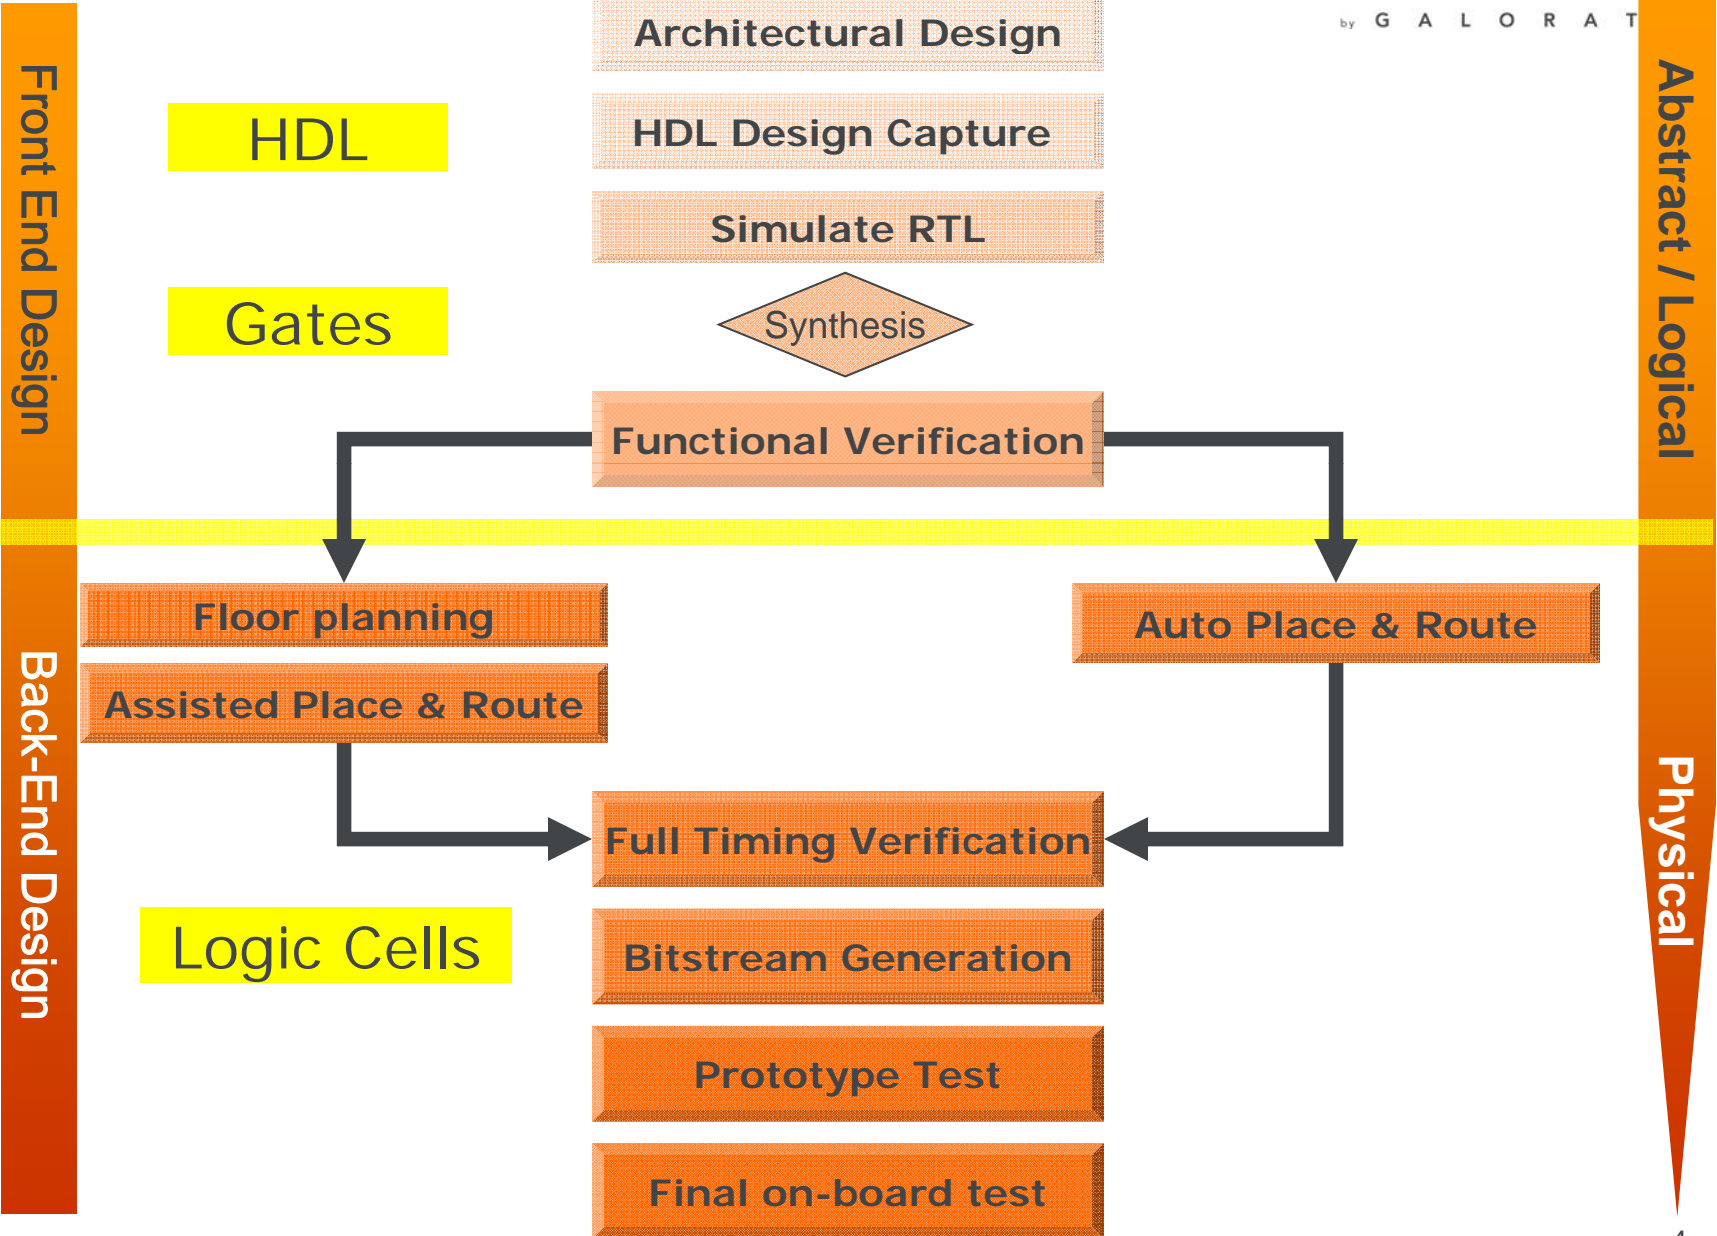 Architectural Design
by GALORAT
HDL
HDL Design Capture
Simulate RTL
Gates
Synthesis
Functional Verification
Front End Design
Abstract / Logical
Floor planning
Auto Place & Route
Assisted Place & Route
Back-End Design
Physical
Full Timing Verification
Logic Cells
Bitstream Generation
Prototype Test
Final on-board test